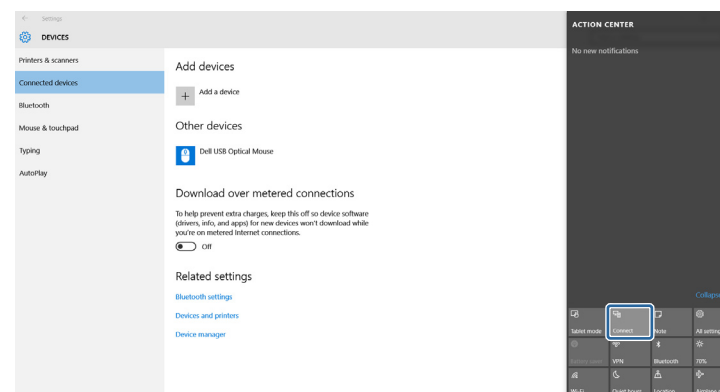 Settings
DEVICES
Printers & scanners
Connected devices
Bluetooth
Mouse & touchpad
Typing
AutoPlay
Add devices
Add a device
Other devices
Dell USB Optical Mouse
Download over metered connections
To help prevent extra charges, keep this off so device software
(drivers, info, and apps) for new devices won't download while
you're on metered Internet connections.
Off
Related settings
Bluetooth settings
Devices and printers
Device manager
ACTION CENTER
No new notifications
Collapse
Tablet mode Connect Note All setting
VPN Bluetooth 70%
Wi-Fi Quiet hours Location